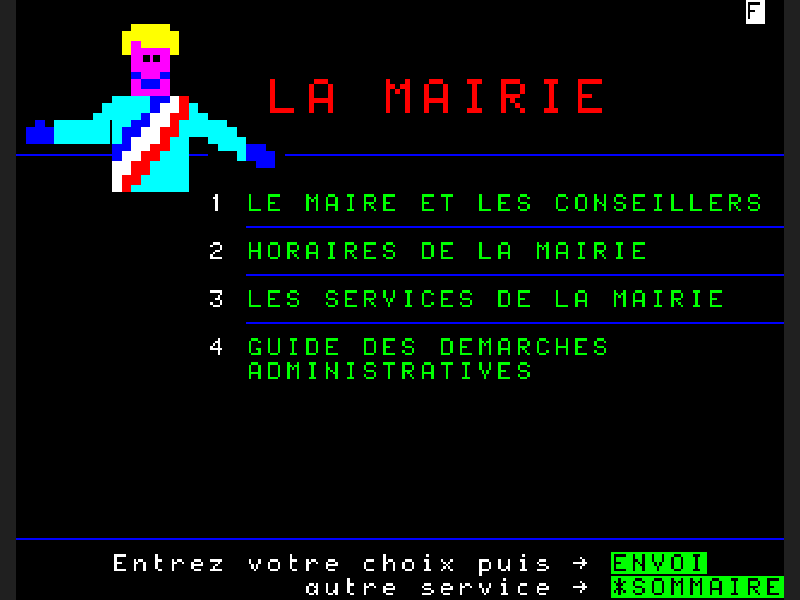 F
LA MAIRIE
1 LE MAIRE ET LES CONSEILLERS
2 HORAIRES DE LA MAIRIE
3 LES SERVICES DE LA MAIRIE
4 GUIDE DES DEMARCHES
ADMINISTRATIVES
Entrez votre choix puis → ENVOI
autre service → *SOMMAIRE